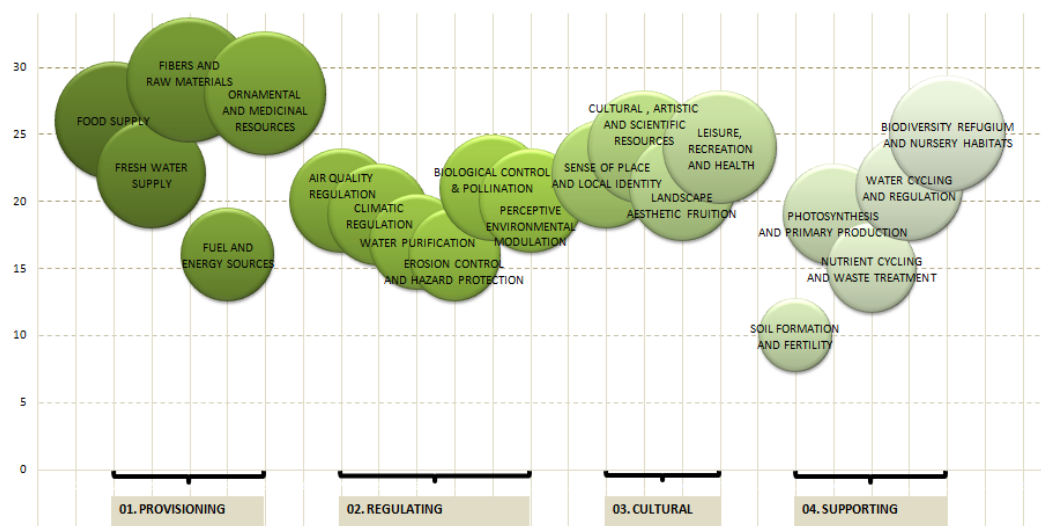 30
25
20
15
10
5
0
FOOD SUPPLY
FIBERS AND
RAW MATERIALS
ORNAMENTAL
AND MEDICINAL
RESOURCES
FRESH WATER
SUPPLY
FUEL AND
ENERGY SOURCES
AIR QUALITY
REGULATION
CLIMATIC
REGULATION
WATER PURIFICATION
EROSION CONTROL
AND HAZARD PROTECTION
BIOLOGICAL CONTROL
& POLLINATION
PERCEPTIVE
ENVIRONMENTAL
MODULATION
SENSE OF PLACE
AND LOCAL IDENTITY
CULTURAL , ARTISTIC
AND SCIENTIFIC
RESOURCES
LANDSCAPE
AESTHETIC FRUITION
LEISURE,
RECREATION
AND HEALTH
SOIL FORMATION
AND FERTILITY
PHOTOSYNTHESIS
AND PRIMARY PRODUCTION
NUTRIENT CYCLING
AND WASTE TREATMENT
WATER CYCLING
AND REGULATION
BIODIVERSITY REFUGIUM
AND NURSERY HABITATS
01. PROVISIONING
02. REGULATING
03. CULTURAL
04. SUPPORTING